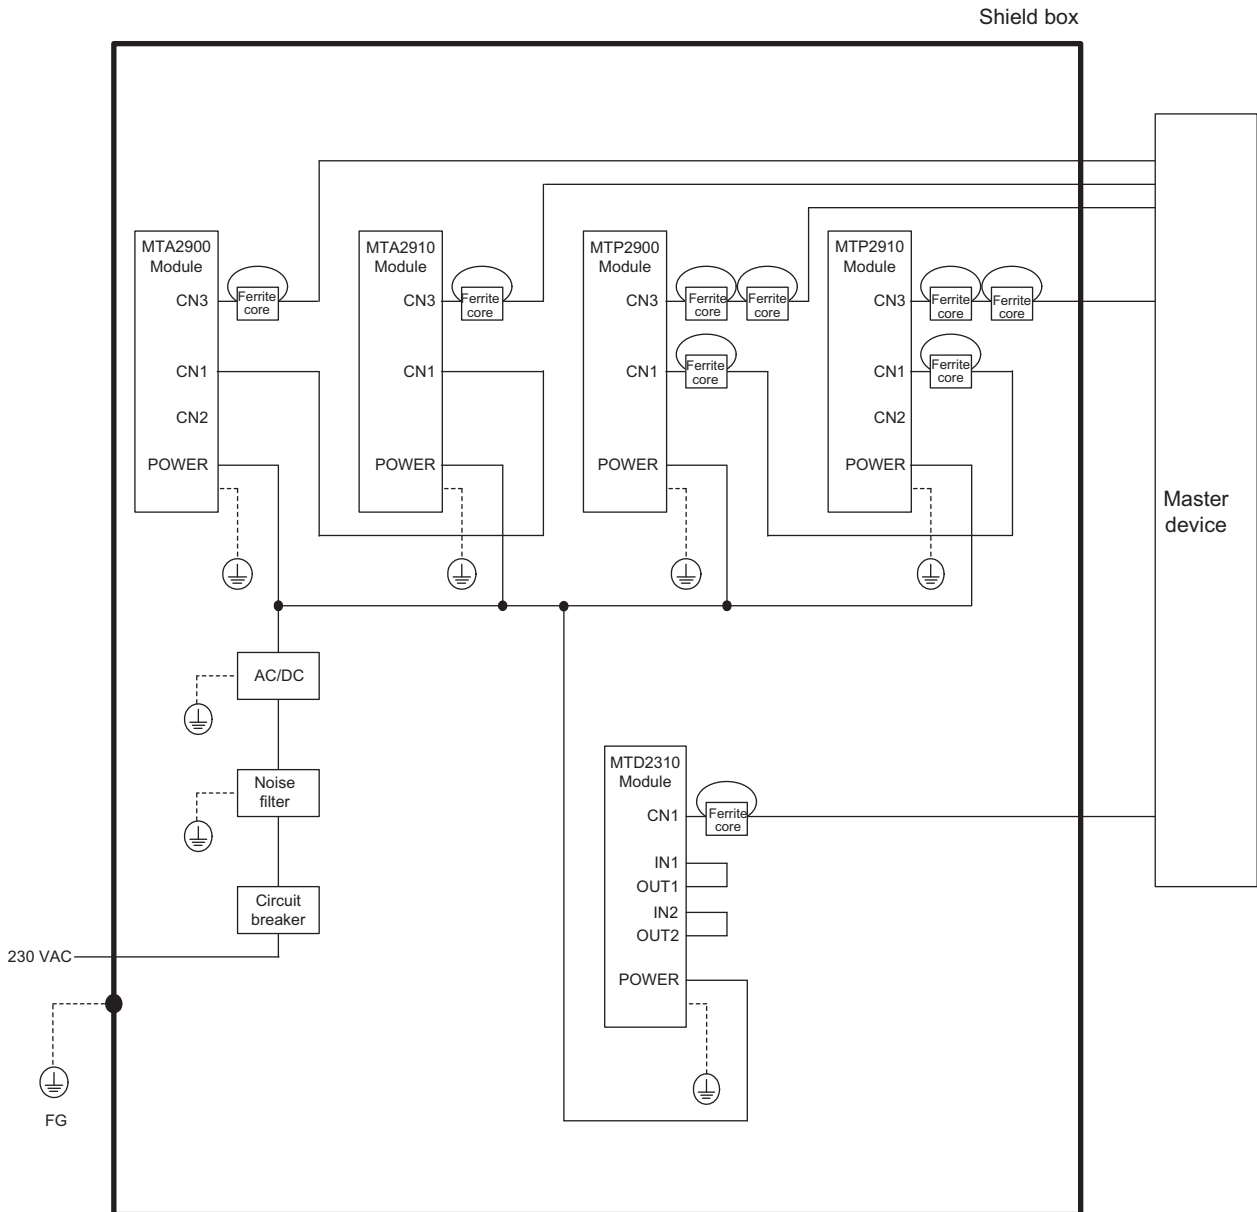 Shield box
MTA2900
Module
CN3
Ferrite
core
CN1
CN2
POWER
MTA2910
Module
CN3
Ferrite
core
CN1
POWER
MTP2900
Module
CN3
Ferrite
core
Ferrite
core
CN1
Ferrite
core
POWER
MTP2910
Module
CN3
Ferrite
core
Ferrite
core
CN1
Ferrite
core
CN2
POWER
Master
device
AC/DC
Noise
filter
Circuit
breaker
230 VAC
FG
MTD2310
Module
CN1
Ferrite
core
IN1
OUT1
IN2
OUT2
POWER